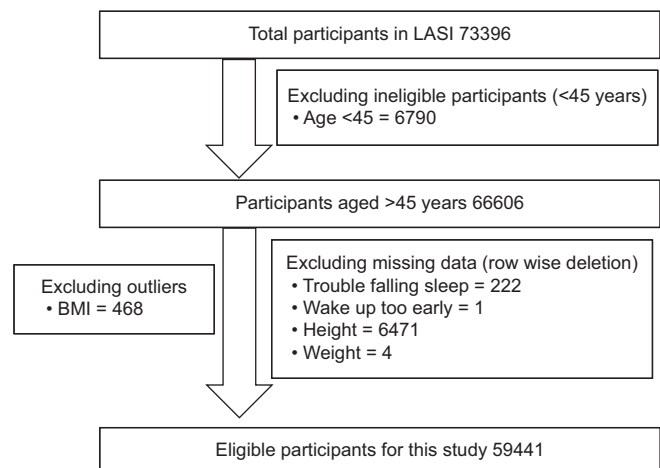 Total participants in LASI 73396
Excluding ineligible participants (<45 years)
• Age <45 = 6790
Participants aged >45 years 66606
Excluding outliers
• BMI = 468
Excluding missing data (row wise deletion)
• Trouble falling sleep = 222
• Wake up too early = 1
• Height = 6471
• Weight = 4
Eligible participants for this study 59441